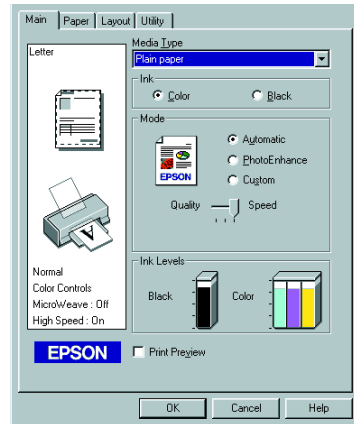 Main Paper Layout Utility
Letter
Media Type
Plain paper
Ink
Color Black
Mode
EPSON
Automatic
PhotoEnhance
Custom
Quality Speed
A
Normal
Color Controls
MicroWeave : Off
High Speed : On
Ink Levels
Black Color
EPSON
Print Preview
OK Cancel Help